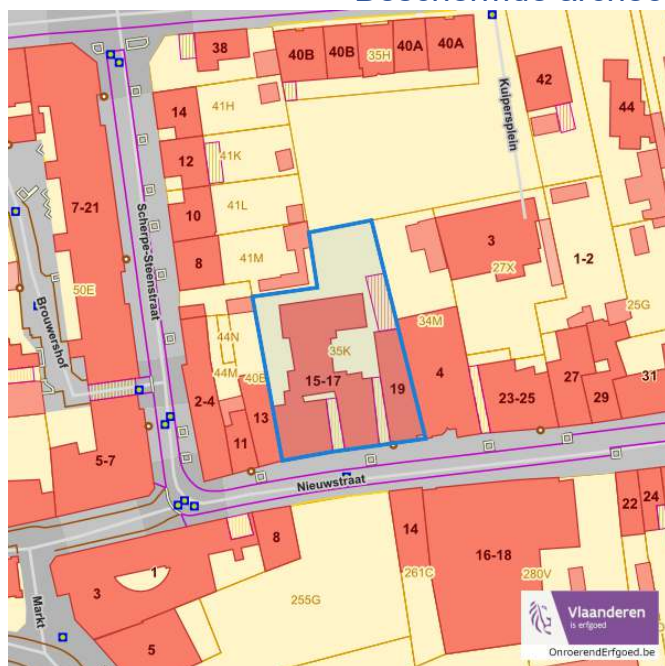 38
40B
40B
35H
40A
40A
Kuipersplein
42
44
14
41H
12
41K
7-21
Scherpe-Steenstraat
10
41L
8
41M
3
27X
1-2
50E
Brouwershof
25G
44N
44M
40E
35K
34M
15-17
19
4
2-4
13
11
23-25
27
29
31
5-7
Nieuwstraat
8
14
22
24
16-18
1
3
261C
280V
255G
Markt
5
Vlaanderen
is erfgoed
OnroerendErfgoed.be